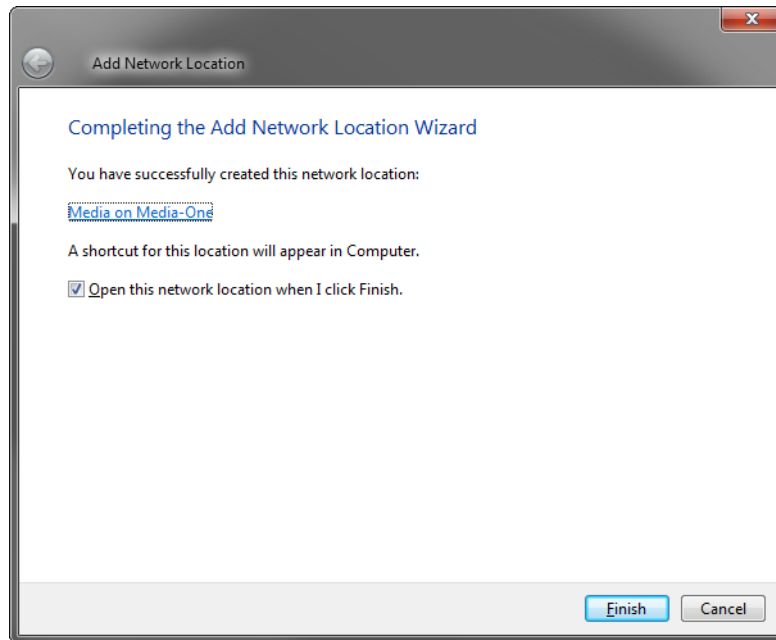 Add Network Location
Completing the Add Network Location Wizard
You have successfully created this network location:
Media on Media-One
A shortcut for this location will appear in Computer.
Open this network location when I click Finish.
Finish Cancel